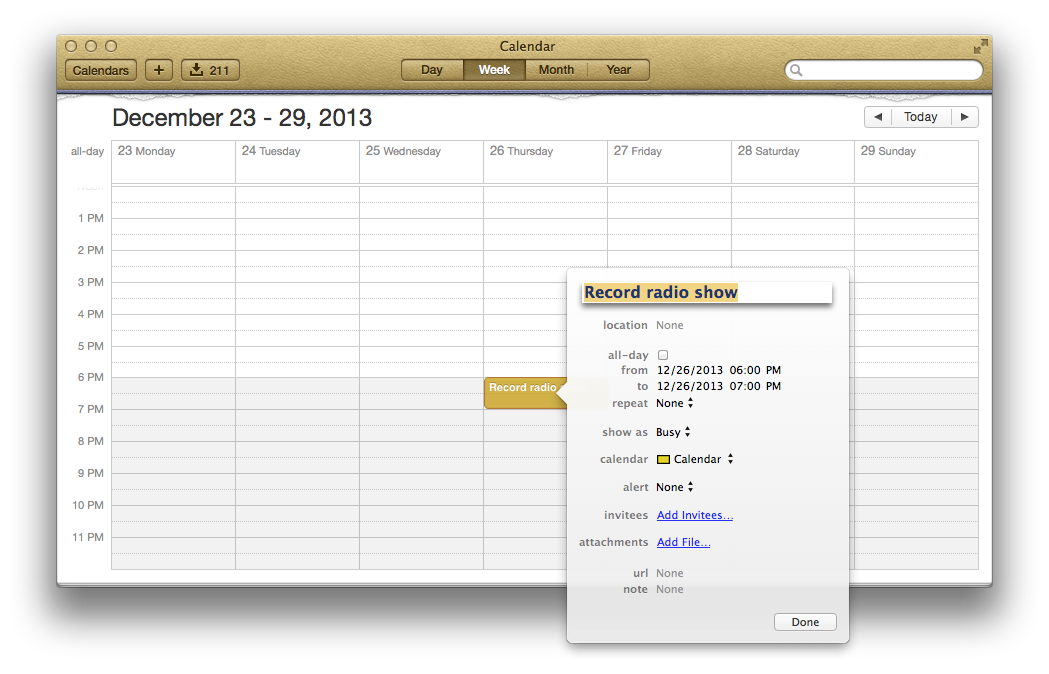 Calendar
Calendars + 211 Day Week Month Year
December 23 - 29, 2013
Today
all-day 23 Monday 24 Tuesday 25 Wednesday 26 Thursday 27 Friday 28 Saturday 29 Sunday
1 PM
2 PM
3 PM
4 PM
5 PM
6 PM
7 PM
8 PM
9 PM
10 PM
11 PM
Record radio
Record radio show
location None
all-day
from 12/26/2013 06:00 PM
to 12/26/2013 07:00 PM
repeat None
show as Busy
calendar Calendar
alert None
invitees Add Invitees...
attachments Add File...
url None
note None
Done